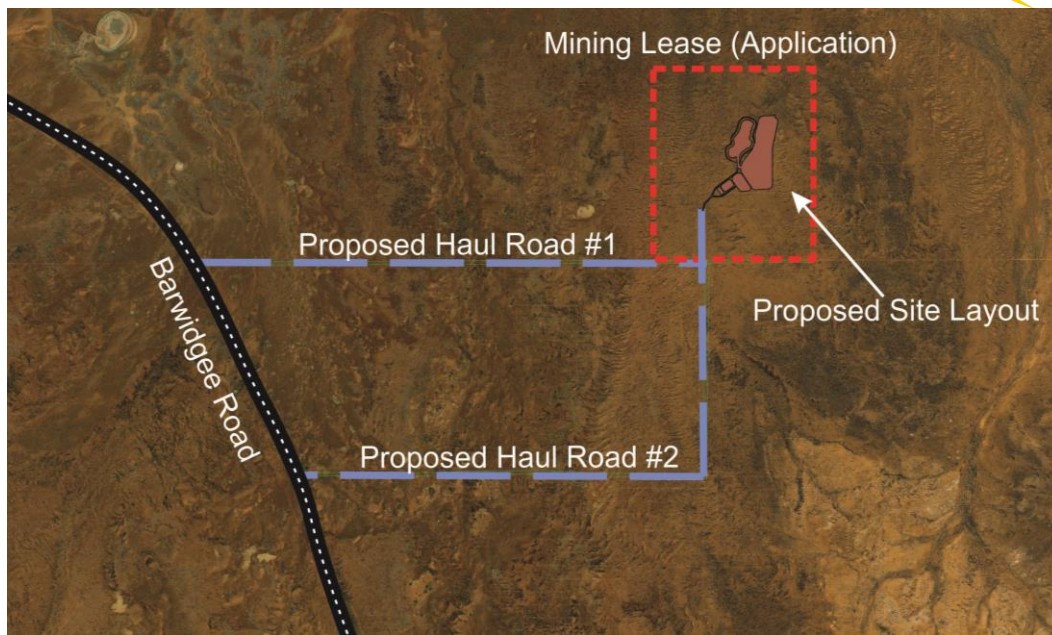 Mining Lease (Application)
Proposed Haul Road #1
Proposed Site Layout
Barwidgee Road
Proposed Haul Road #2